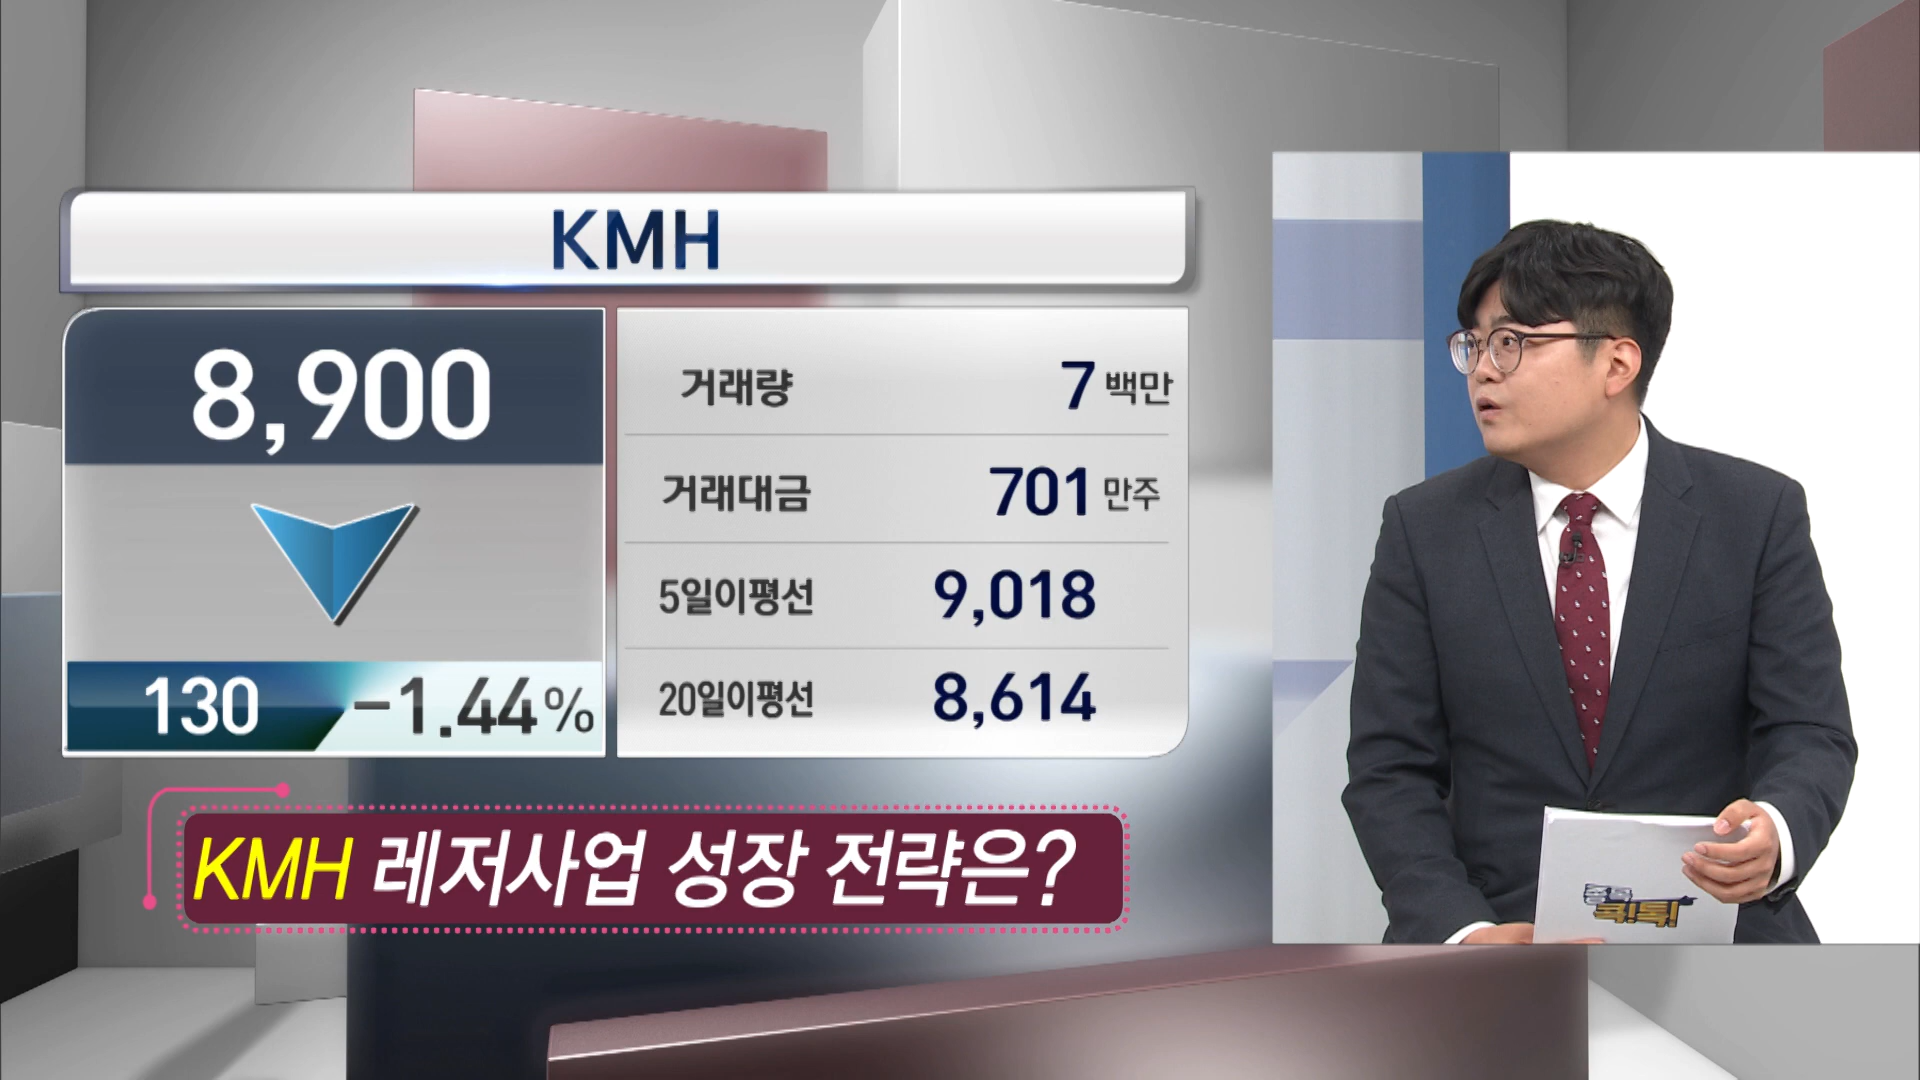 KMH
8,900
130 -1.44%
거래량 7 백만
거래대금 701 만주
5일이평선 9,018
20일이평선 8,614
KMH 레저사업 성장 전략은?